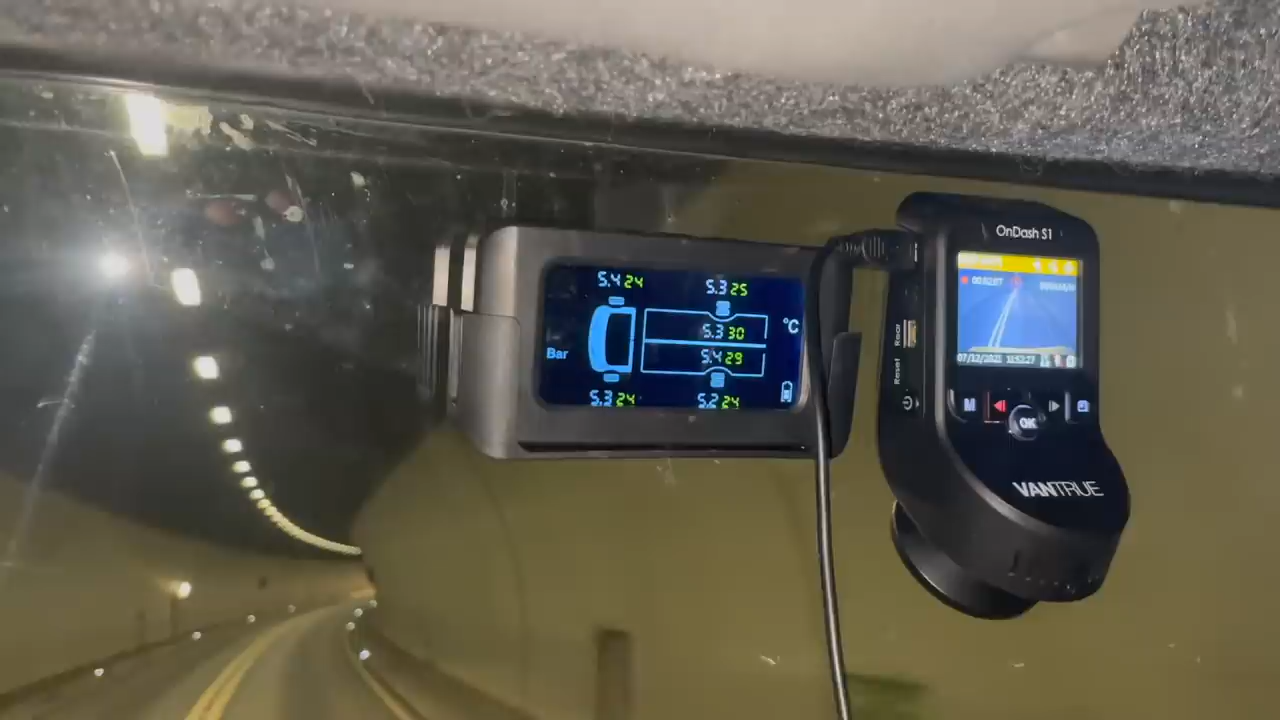 5.4 24
5.3 25
5.3 30
°C
Bar
5.4 29
5.3 24
5.2 24
OnDash S1
Rear
Reset
M
OK
VANTRUE